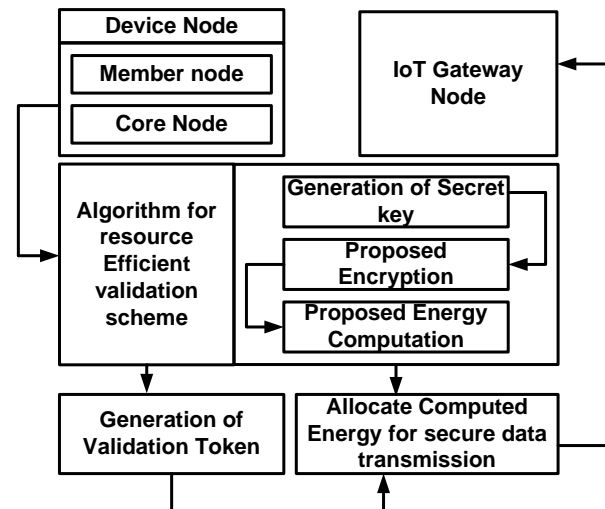 Device Node
Member node
Core Node
IoT Gateway
Node
Algorithm for
resource
Efficient
validation
scheme
Generation of Secret
key
Proposed
Encryption
Proposed Energy
Computation
Generation of
Validation Token
Allocate Computed
Energy for secure data
transmission